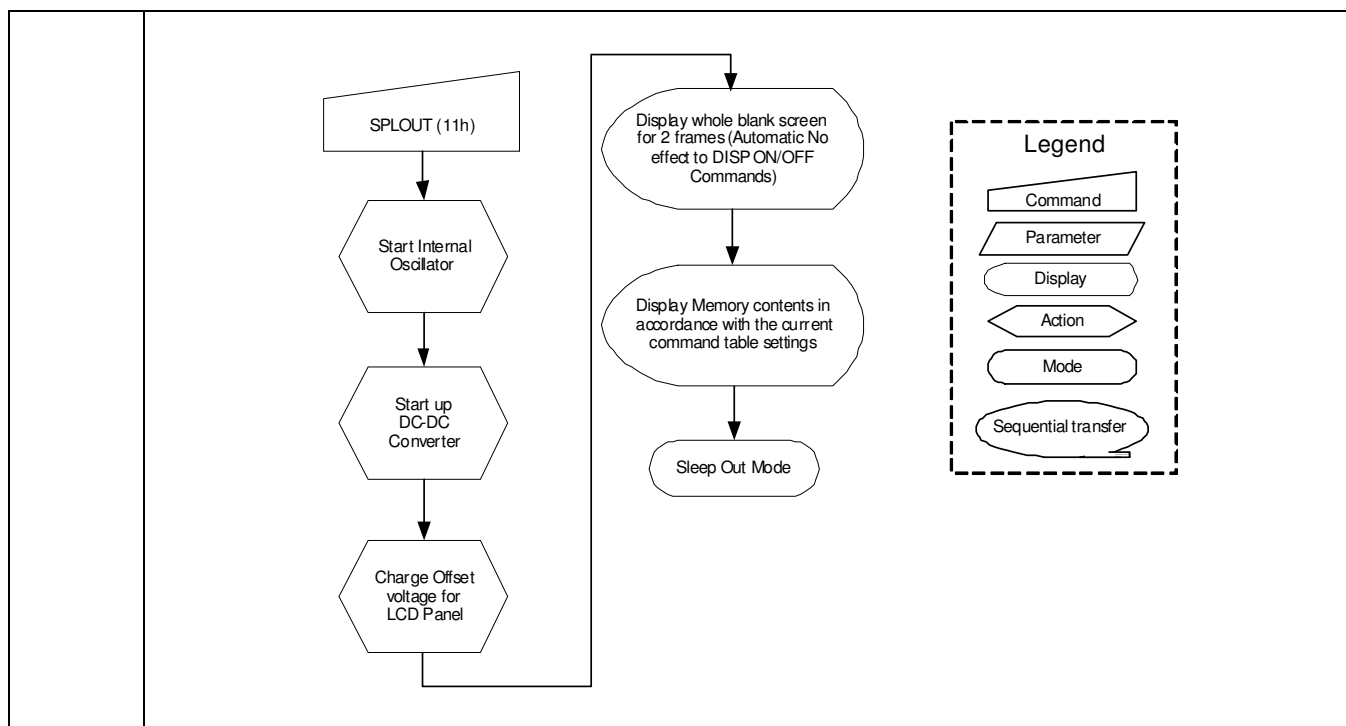 SPLOUT (11h)
Start Internal
Oscillator
Start up
DC-DC
Converter
Charge Offset
voltage for
LCD Panel
Display whole blank screen
for 2 frames (Automatic No
effect to DISP ON/OFF
Commands)
Display Memory contents in
accordance with the current
command table settings
Sleep Out Mode
Legend
Command
Parameter
Display
Action
Mode
Sequential transfer